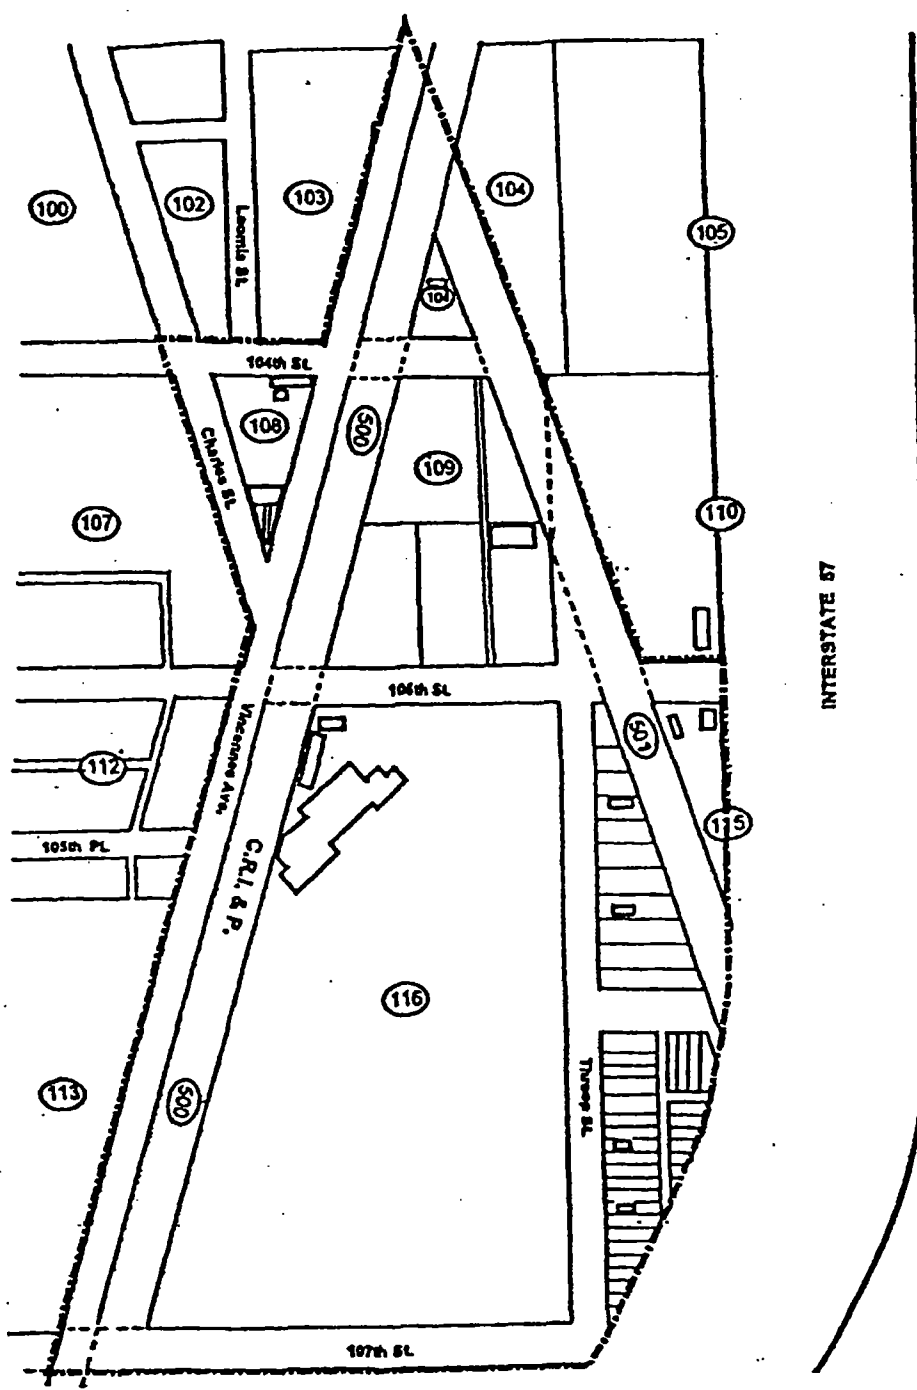 100
102
103
104
105
Loomis St.
104
104th St.
108
500
109
Charles St.
107
110
INTERSTATE 57
105th St.
Vincennes Ave.
501
112
115
105th PL.
C.R.I. & P.
116
Throop St.
113
500
107th St.